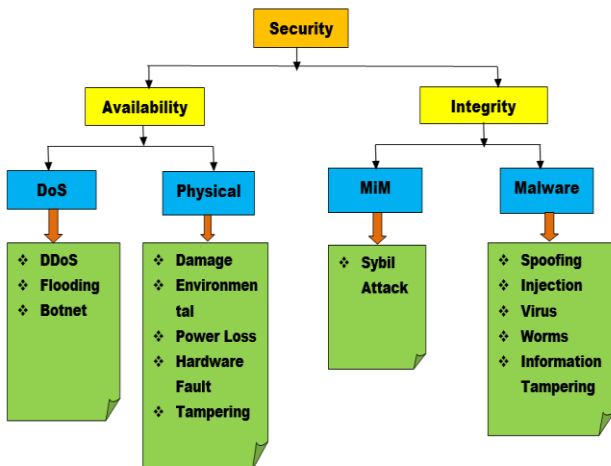 Security
Availability
Integrity
DoS
Physical
MiM
Malware
❖ DDoS
❖ Flooding
❖ Botnet
❖ Damage
❖ Environmen
tal
❖ Power Loss
❖ Hardware
Fault
❖ Tampering
❖ Sybil
Attack
❖ Spoofing
❖ Injection
❖ Virus
❖ Worms
❖ Information
Tampering